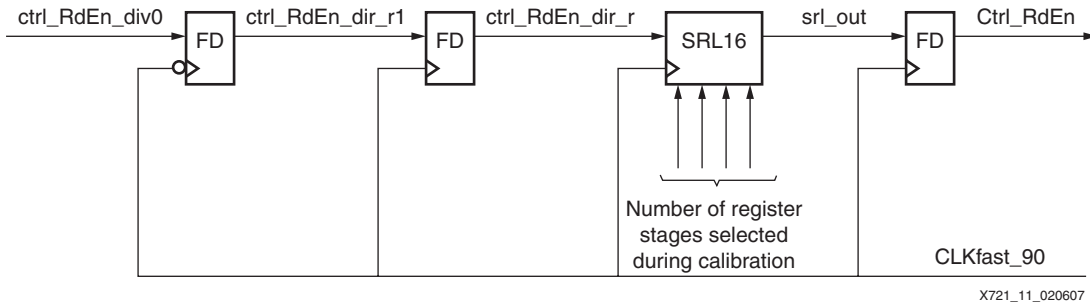 ctrl_RdEn_div0
ctrl_RdEn_dir_r1
ctrl_RdEn_dir_r
srl_out
Ctrl_RdEn
FD
FD
SRL16
FD
Number of register
stages selected
during calibration
CLKfast_90
X721_11_020607